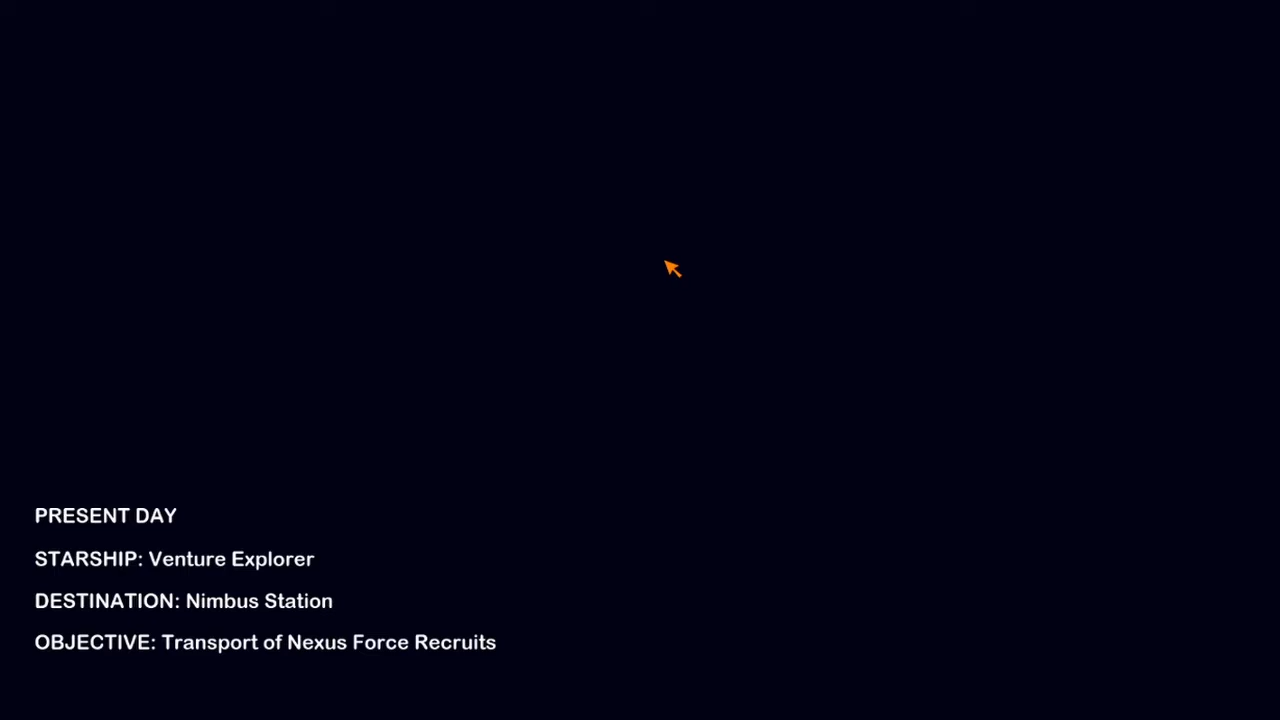 PRESENT DAY
STARSHIP: Venture Explorer
DESTINATION: Nimbus Station
OBJECTIVE: Transport of Nexus Force Recruits